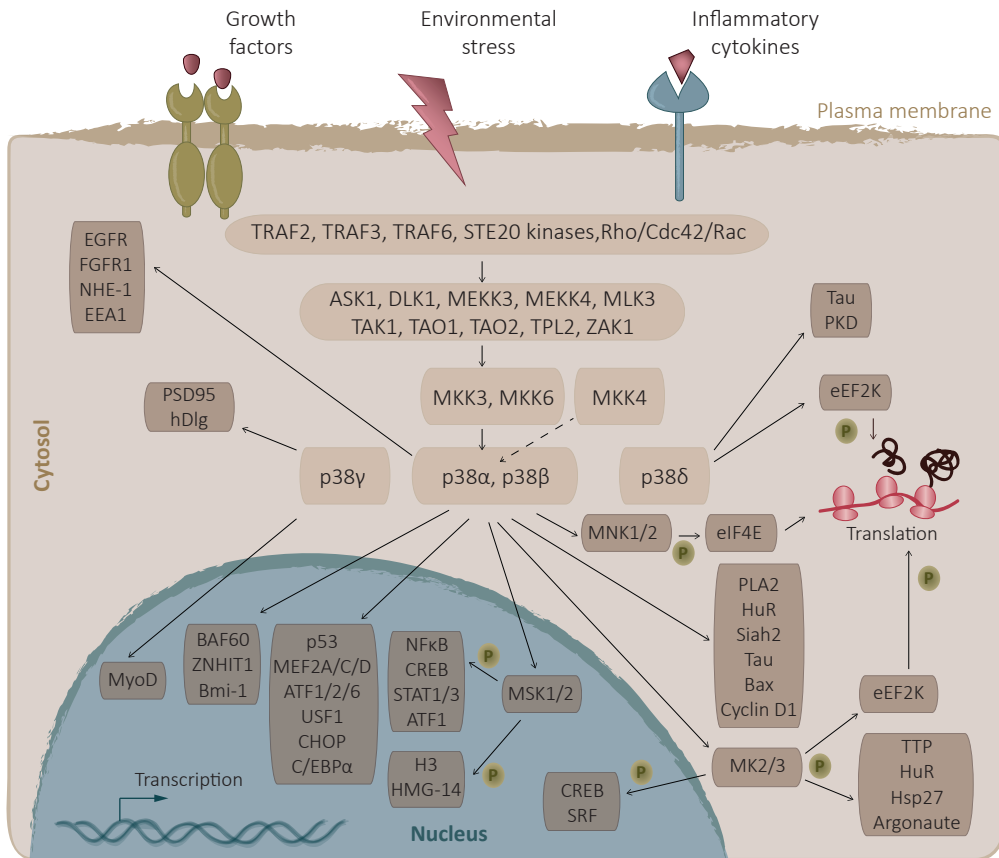 Growth
factors
Environmental
stress
Inflammatory
cytokines
Plasma membrane
TRAF2, TRAF3, TRAF6, STE20 kinases,Rho/Cdc42/Rac
EGFR
FGFR1
NHE-1
EEA1
ASK1, DLK1, MEKK3, MEKK4, MLK3
TAK1, TAO1, TAO2, TPL2, ZAK1
Tau
PKD
PSD95
hDlg
MKK3, MKK6
MKK4
eEF2K
P
Cytosol
p38γ
p38α, p38β
p38δ
MNK1/2
P
eIF4E
Translation
P
PLA2
HuR
Siah2
Tau
Bax
Cyclin D1
MyoD
BAF60
ZNHIT1
Bmi-1
p53
MEF2A/C/D
ATF1/2/6
USF1
CHOP
C/EBPα
NFκB
CREB
STAT1/3
ATF1
P
MSK1/2
H3
HMG-14
P
eEF2K
MK2/3
P
P
CREB
SRF
TTP
HuR
Hsp27
Argonaute
Transcription
Nucleus